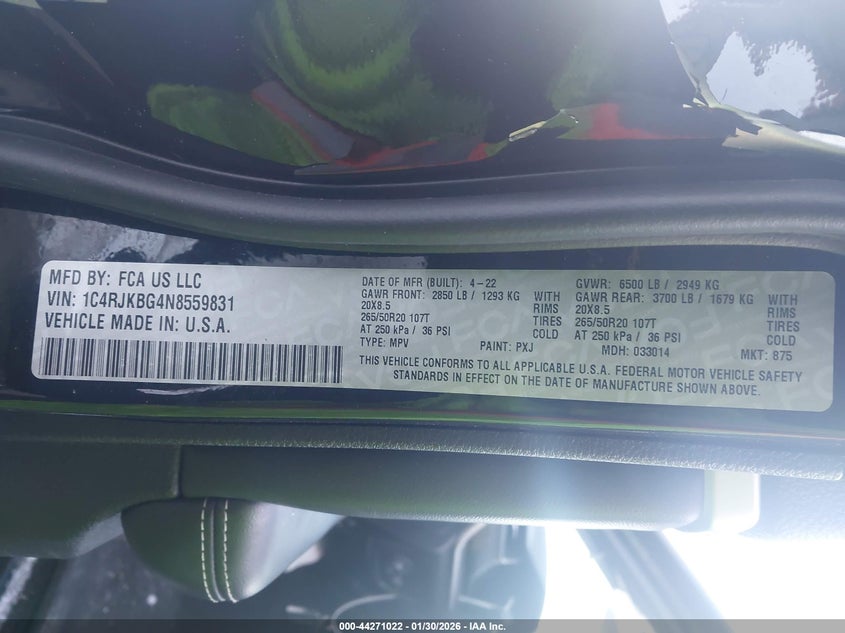 MFD BY: FCA US LLC
VIN: 1C4RJKBG4N8559831
VEHICLE MADE IN: U.S.A.
DATE OF MFR (BUILT): 4-22
GAWR FRONT: 2850 LB / 1293 KG WITH
20X8.5 RIMS
265/50R20 107T TIRES
AT 250 kPa / 36 PSI COLD
TYPE: MPV PAINT: PXJ
GVWR: 6500 LB / 2949 KG
GAWR REAR: 3700 LB / 1679 KG WITH
20X8.5 RIMS
265/50R20 107T TIRES
AT 250 kPa / 36 PSI COLD
MDH: 033014 MKT: 875
THIS VEHICLE CONFORMS TO ALL APPLICABLE U.S.A. FEDERAL MOTOR VEHICLE SAFETY
STANDARDS IN EFFECT ON THE DATE OF MANUFACTURE SHOWN ABOVE.
000-44271022 — 01/30/2026 — IAA Inc.